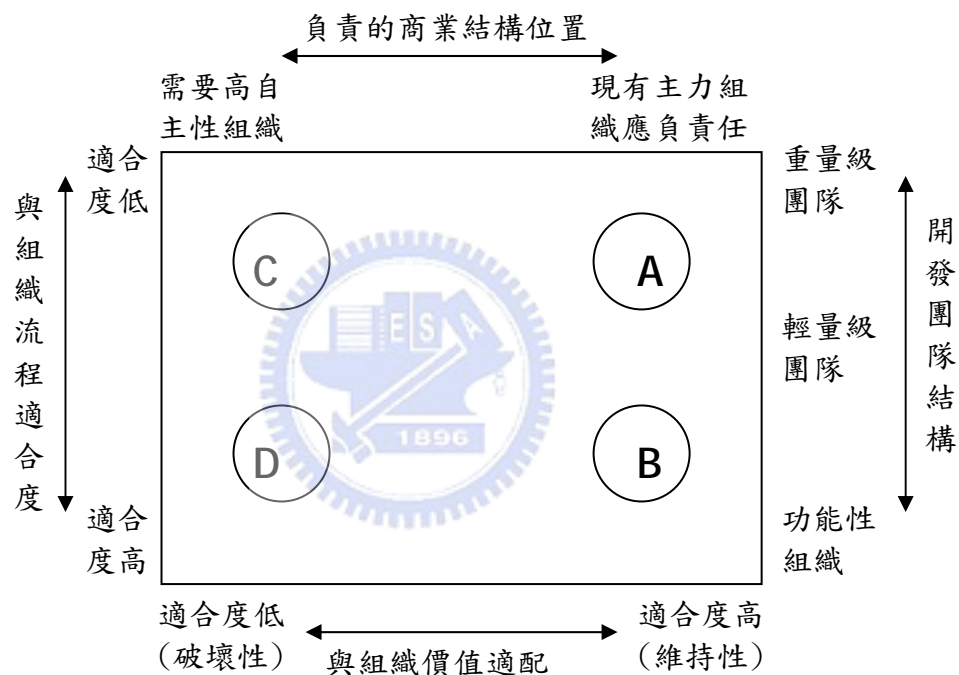 負責的商業結構位置
需要高自
主性組織
現有主力組
織應負責任
適合
度低
重量級
團隊
與組織流程適合度
開發團隊結構
C
A
ESA
輕量級
團隊
1896
D
B
適合
度高
功能性
組織
適合度低
(破壞性)
適合度高
(維持性)
與組織價值適配